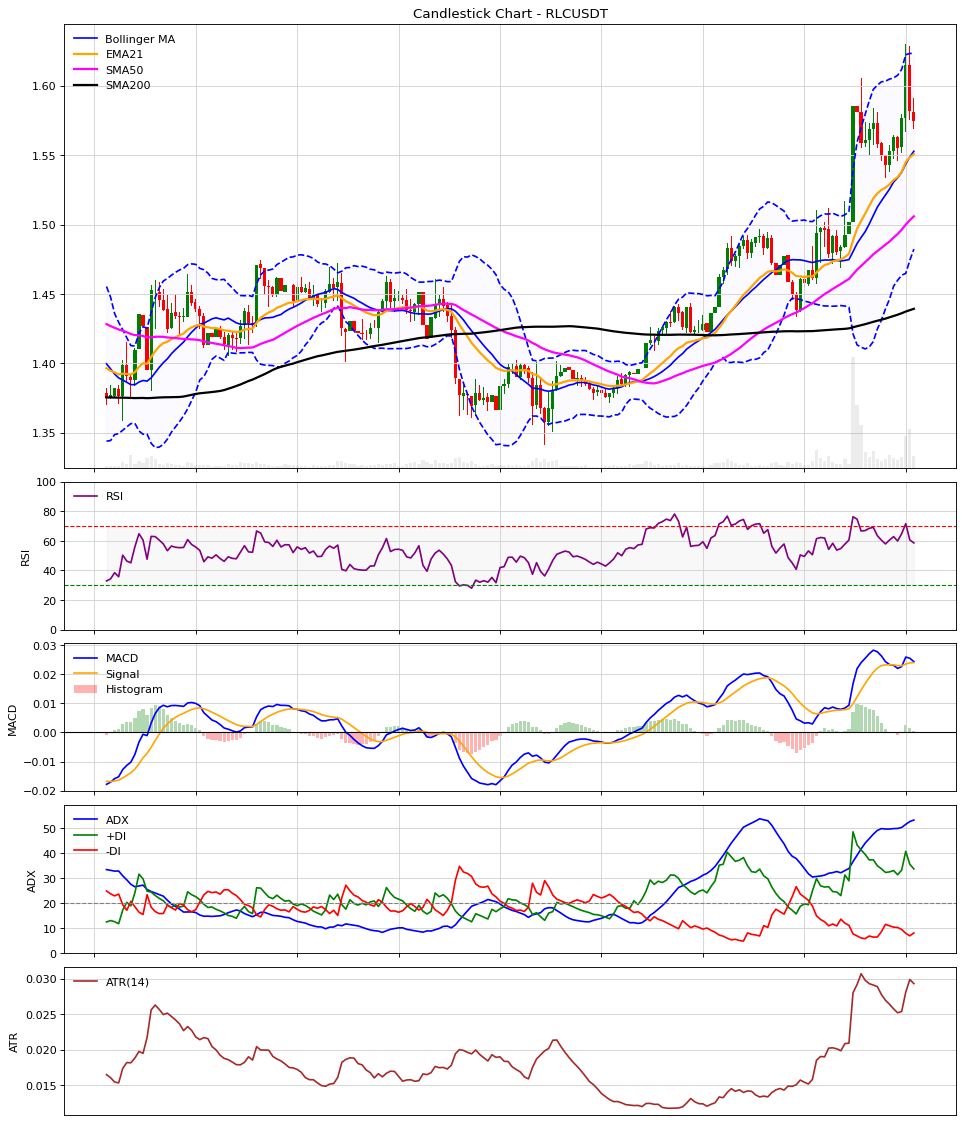 Candlestick Chart - RLCUSDT
Bollinger MA
EMA21
SMA50
SMA200
1.60
1.55
1.50
1.45
1.40
1.35
RSI
RSI
100
80
60
40
20
0
MACD
Signal
Histogram
MACD
0.03
0.02
0.01
0.00
−0.01
−0.02
ADX
+DI
-DI
ADX
50
40
30
20
10
0
ATR(14)
ATR
0.030
0.025
0.020
0.015